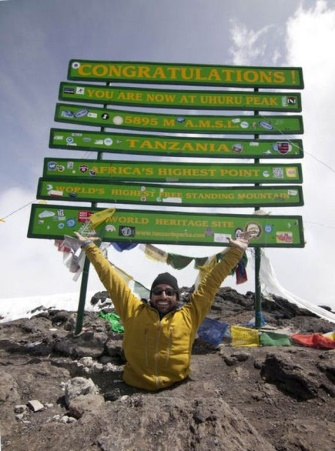 CONGRATULATIONS!
YOU ARE NOW AT UHURU PEAK
5895 M A.M.S.L.
TANZANIA
AFRICA'S HIGHEST POINT
WORLD'S HIGHEST FREE STANDING MOUNTAIN
WORLD HERITAGE SITE